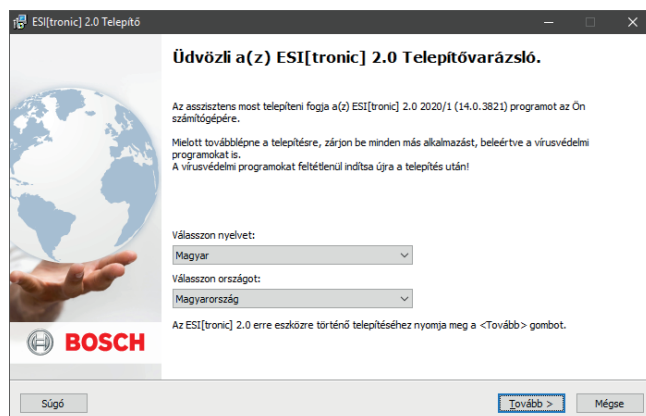 ESI[tronic] 2.0 Telepítő
Üdvözli a(z) ESI[tronic] 2.0 Telepítővarázsló.
Az asszisztens most telepíteni fogja a(z) ESI[tronic] 2.0 2020/1 (14.0.3821) programot az Ön
számítógépére.
Mielott továbblépne a telepítésre, zárjon be minden más alkalmazást, beleértve a vírusvédelmi
programokat is.
A vírusvédelmi programokat feltétlenül indítsa újra a telepítés után!
Válasszon nyelvet:
Magyar
Válasszon országot:
Magyarország
Az ESI[tronic] 2.0 erre eszközre történő telepítéséhez nyomja meg a <Tovább> gombot.
BOSCH
Súgó
Tovább >
Mégse